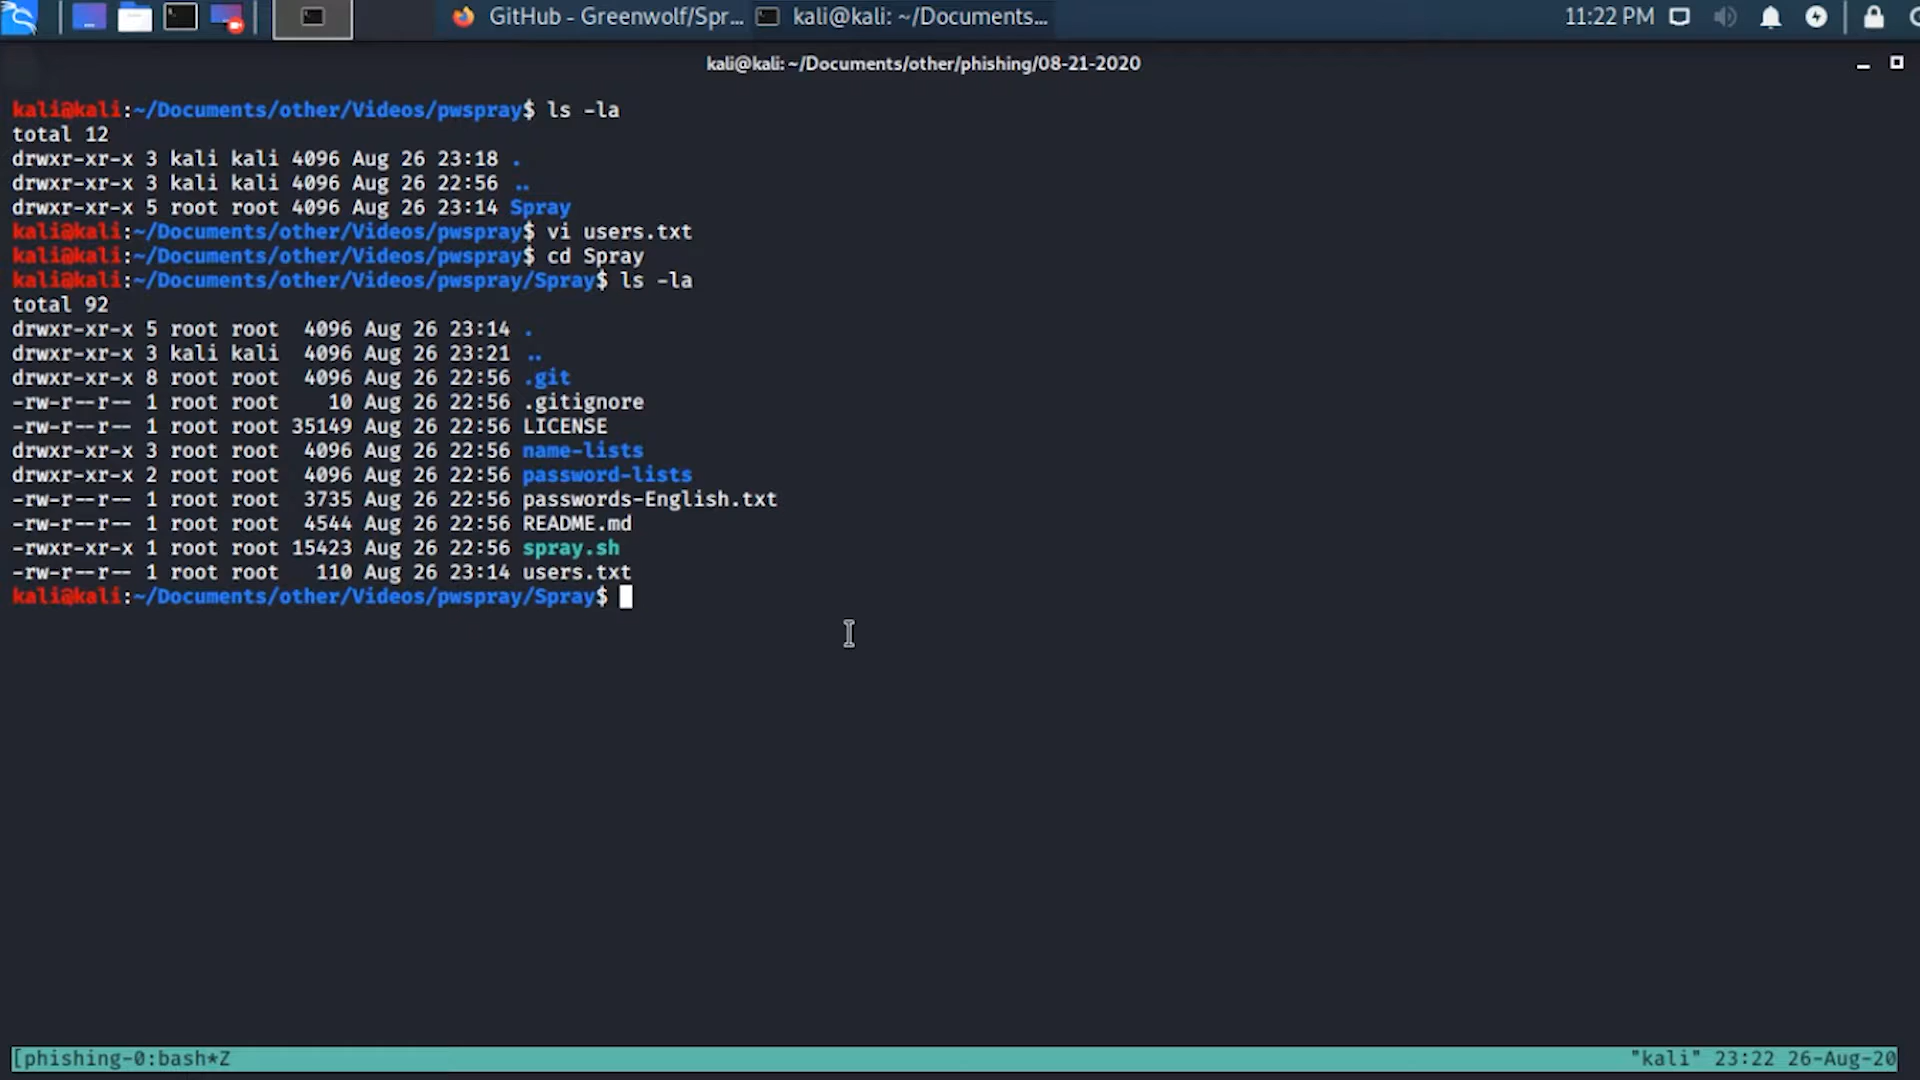 GitHub - Greenwolf/Spr... kali@kali: ~/Documents... 11:22 PM
kali@kali: ~/Documents/other/phishing/08-21-2020
kali@kali:~/Documents/other/Videos/pwspray$ ls -la
total 12
drwxr-xr-x 3 kali kali 4096 Aug 26 23:18 .
drwxr-xr-x 3 kali kali 4096 Aug 26 22:56 ..
drwxr-xr-x 5 root root 4096 Aug 26 23:14 Spray
kali@kali:~/Documents/other/Videos/pwspray$ vi users.txt
kali@kali:~/Documents/other/Videos/pwspray$ cd Spray
kali@kali:~/Documents/other/Videos/pwspray/Spray$ ls -la
total 92
drwxr-xr-x 5 root root  4096 Aug 26 23:14 .
drwxr-xr-x 3 kali kali  4096 Aug 26 23:21 ..
drwxr-xr-x 8 root root  4096 Aug 26 22:56 .git
-rw-r--r-- 1 root root    10 Aug 26 22:56 .gitignore
-rw-r--r-- 1 root root 35149 Aug 26 22:56 LICENSE
drwxr-xr-x 3 root root  4096 Aug 26 22:56 name-lists
drwxr-xr-x 2 root root  4096 Aug 26 22:56 password-lists
-rw-r--r-- 1 root root  3735 Aug 26 22:56 passwords-English.txt
-rw-r--r-- 1 root root  4544 Aug 26 22:56 README.md
-rwxr-xr-x 1 root root 15423 Aug 26 22:56 spray.sh
-rw-r--r-- 1 root root   110 Aug 26 23:14 users.txt
kali@kali:~/Documents/other/Videos/pwspray/Spray$
[phishing-0:bash*Z "kali" 23:22 26-Aug-20